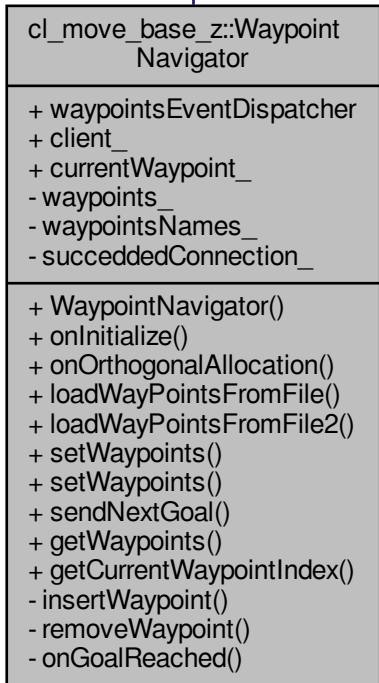 cl_move_base_z::Waypoint
Navigator
+ waypointsEventDispatcher
+ client_
+ currentWaypoint_
- waypoints_
- waypointsNames_
- succeddedConnection_
+ WaypointNavigator()
+ onInitialize()
+ onOrthogonalAllocation()
+ loadWayPointsFromFile()
+ loadWayPointsFromFile2()
+ setWaypoints()
+ setWaypoints()
+ sendNextGoal()
+ getWaypoints()
+ getCurrentWaypointIndex()
- insertWaypoint()
- removeWaypoint()
- onGoalReached()